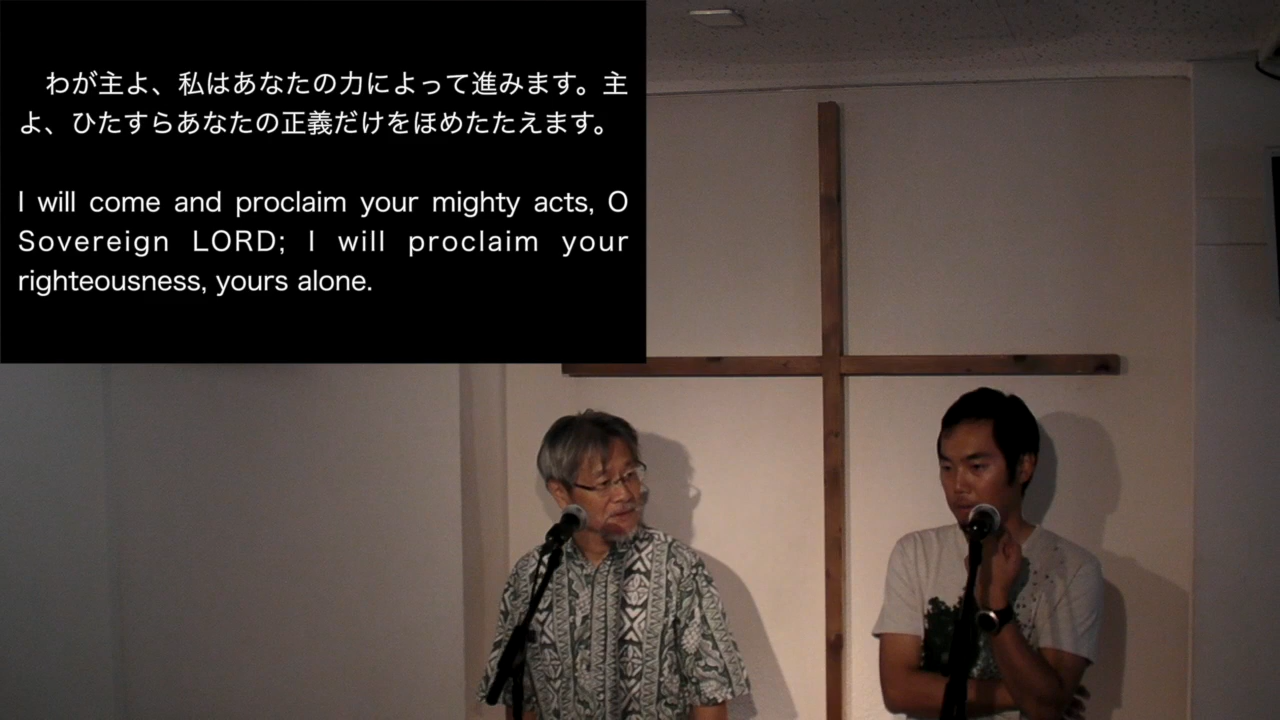 わが主よ、私はあなたの力によって進みます。主
よ、ひたすらあなたの正義だけをほめたたえます。
I will come and proclaim your mighty acts, O
Sovereign LORD; I will proclaim your
righteousness, yours alone.